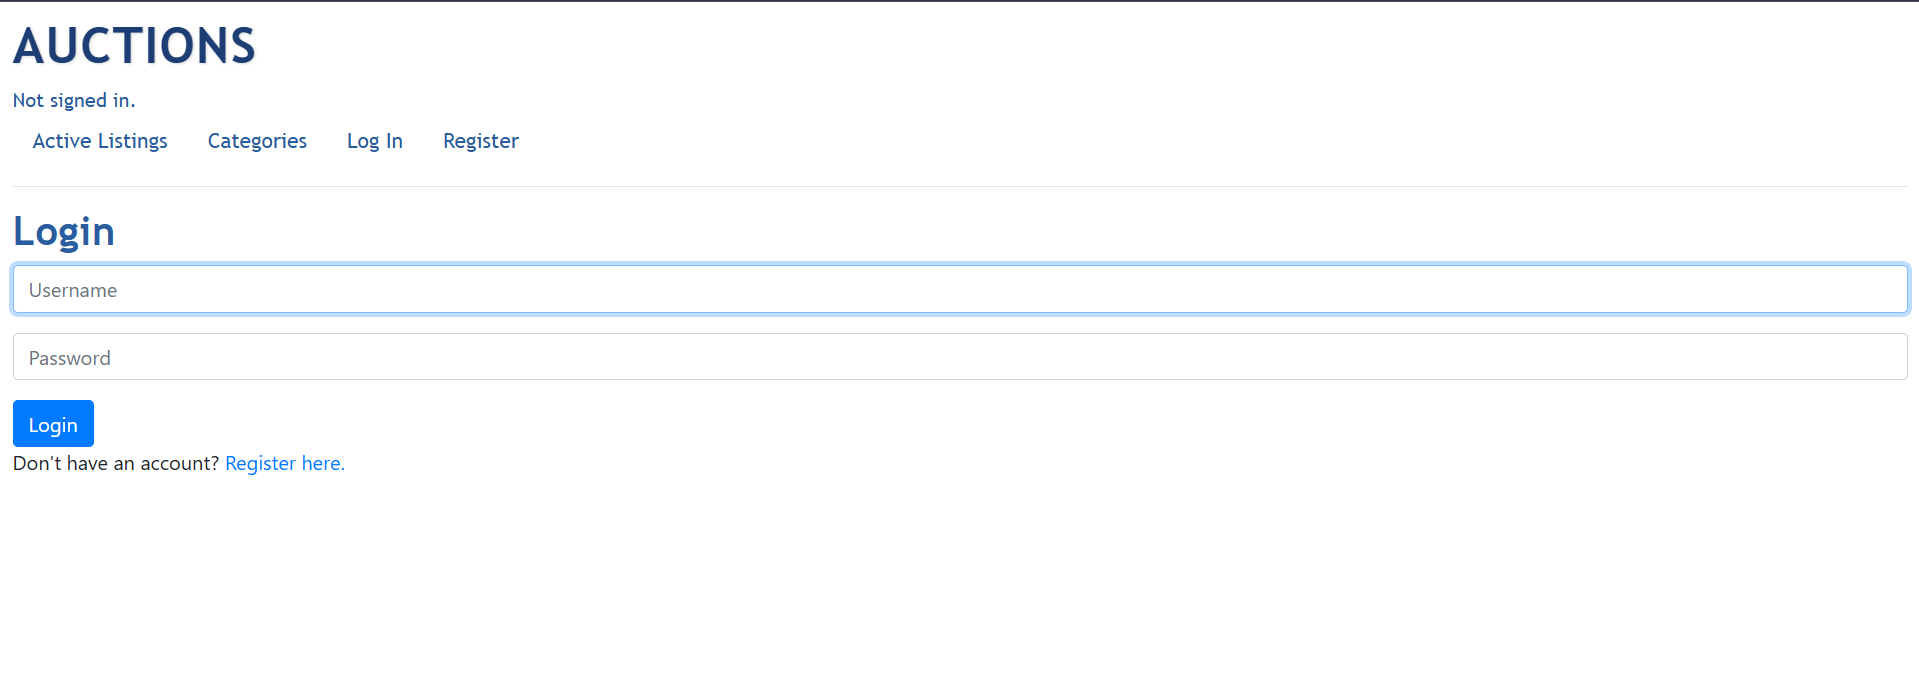 AUCTIONS
Not signed in.
Active Listings Categories Log In Register
Login
Username
Password
Login
Don't have an account? Register here.